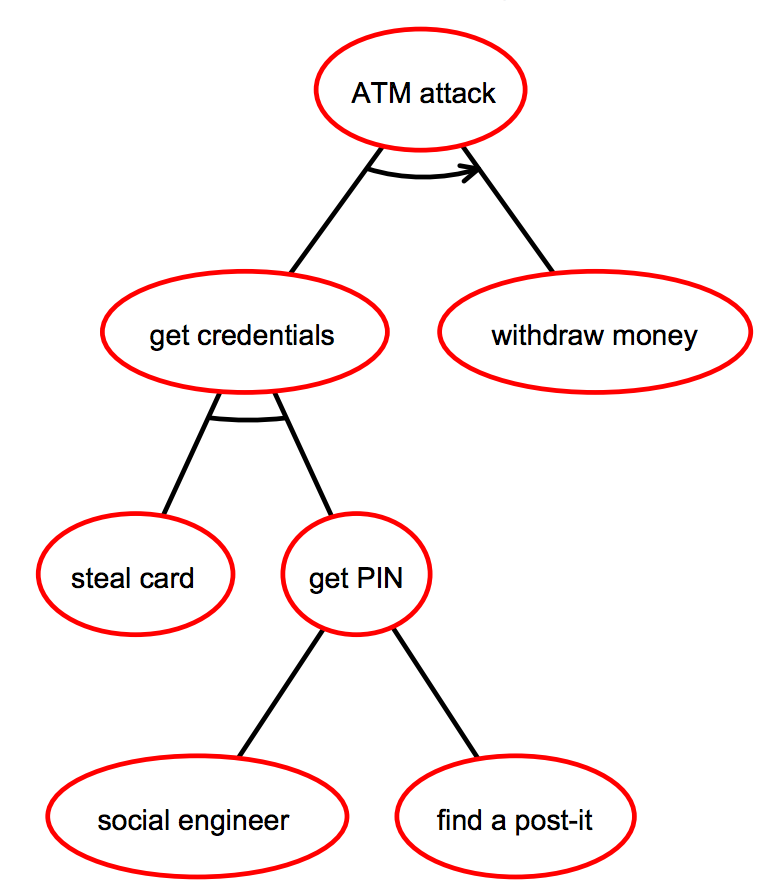 ATM attack
get credentials
withdraw money
steal card
get PIN
social engineer
find a post-it